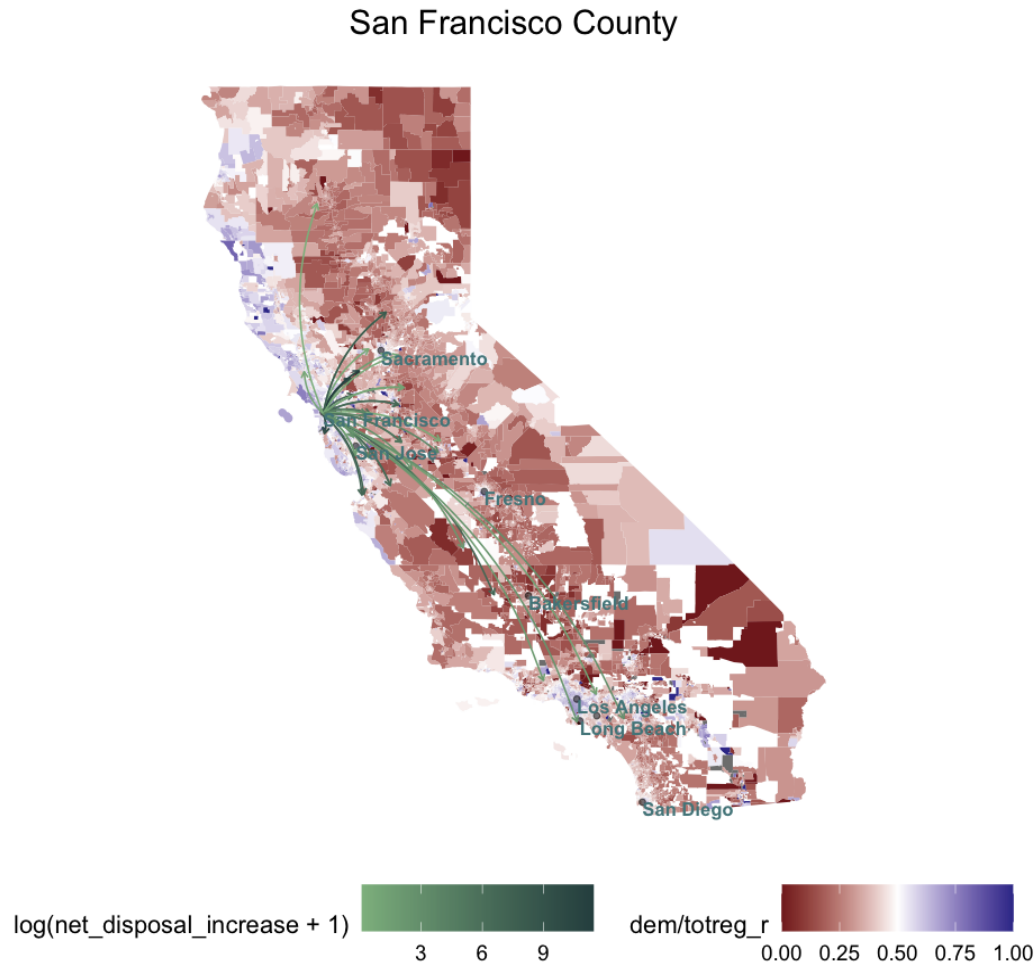 San Francisco County
Sacramento
San Francisco
San Jose
Fresno
Bakersfield
Los Angeles
Long Beach
San Diego
log(net_disposal_increase + 1)
3 6 9
dem/totreg_r
0.00 0.25 0.50 0.75 1.00